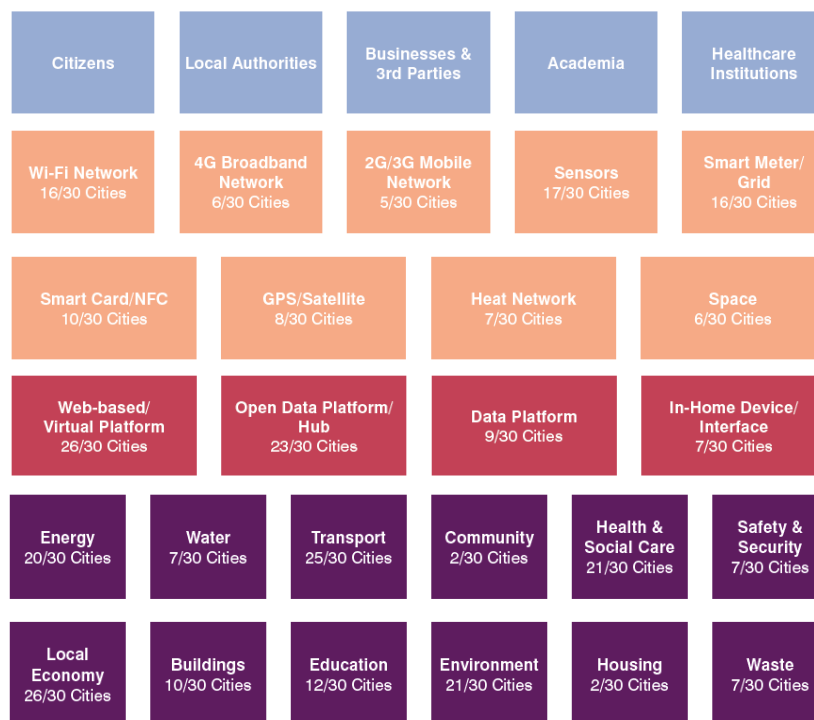 Citizens
Local Authorities
Businesses &
3rd Parties
Academia
Healthcare
Institutions
Wi-Fi Network
16/30 Cities
4G Broadband
Network
6/30 Cities
2G/3G Mobile
Network
5/30 Cities
Sensors
17/30 Cities
Smart Meter/
Grid
16/30 Cities
Smart Card/NFC
10/30 Cities
GPS/Satellite
8/30 Cities
Heat Network
7/30 Cities
Space
6/30 Cities
Web-based/
Virtual Platform
26/30 Cities
Open Data Platform/
Hub
23/30 Cities
Data Platform
9/30 Cities
In-Home Device/
Interface
7/30 Cities
Energy
20/30 Cities
Water
7/30 Cities
Transport
25/30 Cities
Community
2/30 Cities
Health &
Social Care
21/30 Cities
Safety &
Security
7/30 Cities
Local
Economy
26/30 Cities
Buildings
10/30 Cities
Education
12/30 Cities
Environment
21/30 Cities
Housing
2/30 Cities
Waste
7/30 Cities